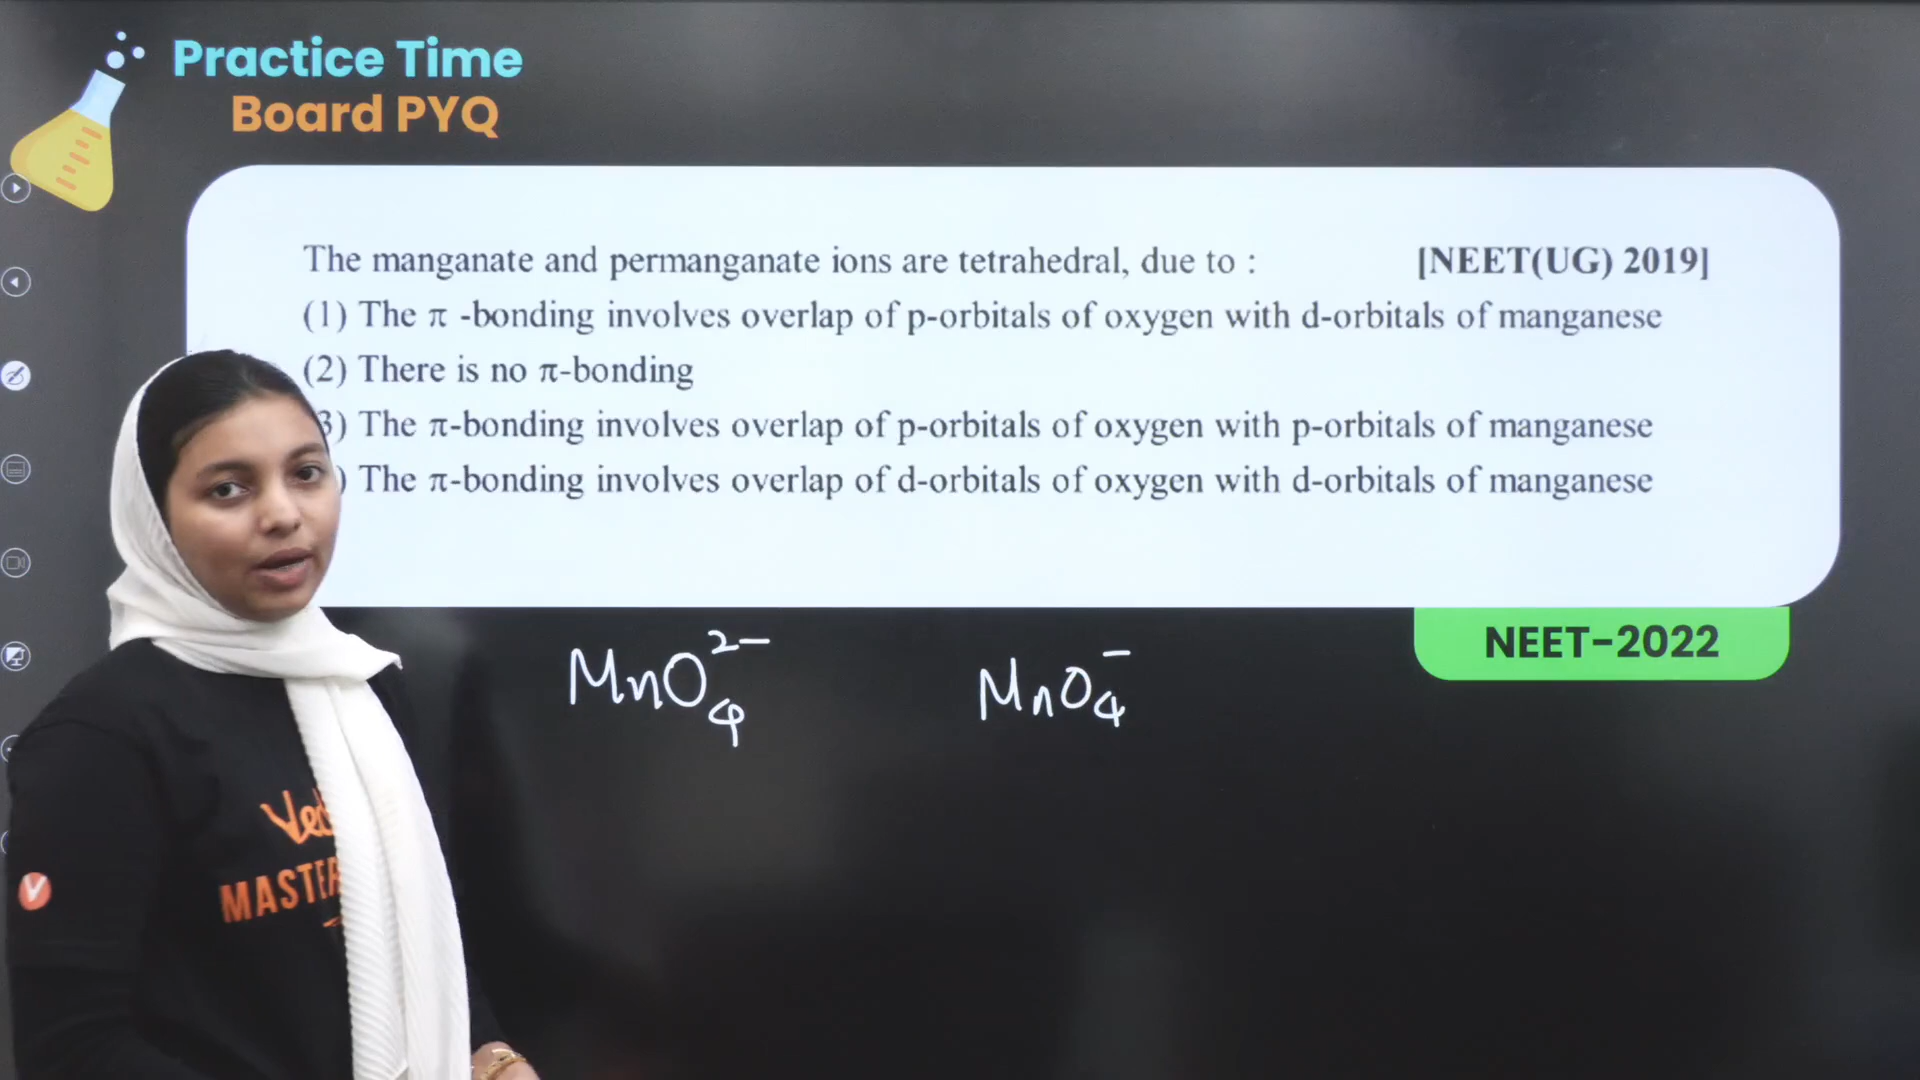 Practice Time
Board PYQ
The manganate and permanganate ions are tetrahedral, due to : [NEET(UG) 2019]
(1) The π -bonding involves overlap of p-orbitals of oxygen with d-orbitals of manganese
(2) There is no π-bonding
3) The π-bonding involves overlap of p-orbitals of oxygen with p-orbitals of manganese
) The π-bonding involves overlap of d-orbitals of oxygen with d-orbitals of manganese
NEET-2022
MnO₄²⁻ MnO₄⁻